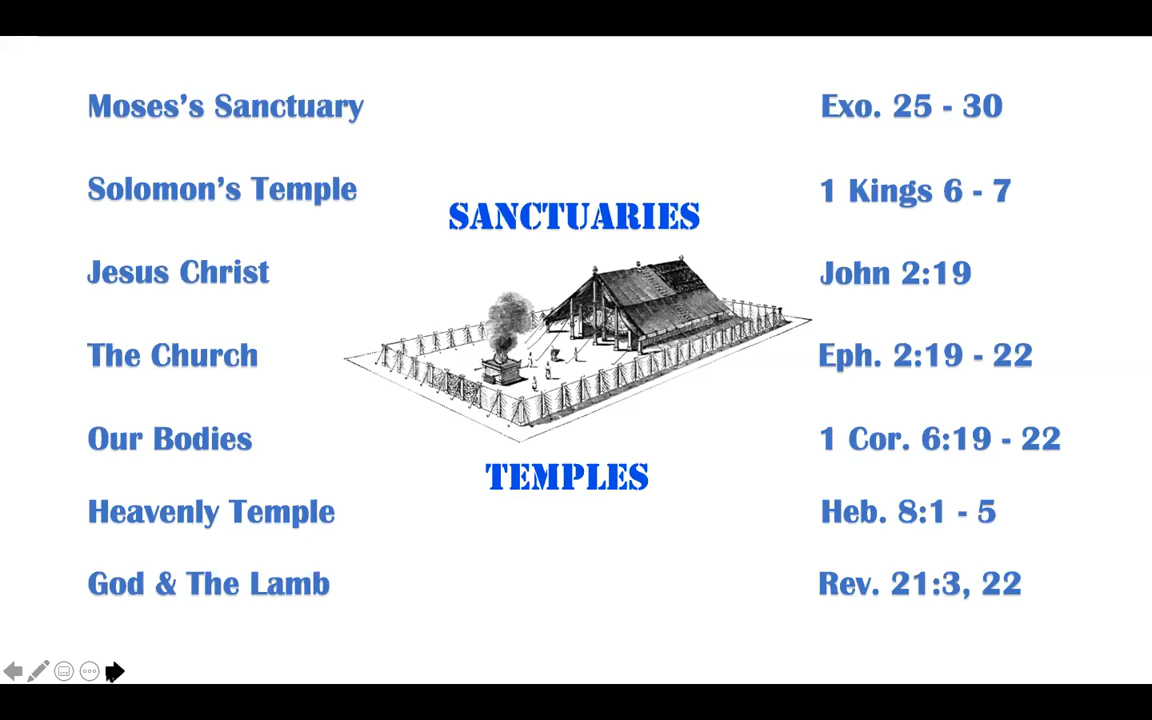 Moses’s Sanctuary Exo. 25 - 30
Solomon’s Temple 1 Kings 6 - 7
SANCTUARIES
Jesus Christ John 2:19
The Church Eph. 2:19 - 22
Our Bodies 1 Cor. 6:19 - 22
TEMPLES
Heavenly Temple Heb. 8:1 - 5
God & The Lamb Rev. 21:3, 22